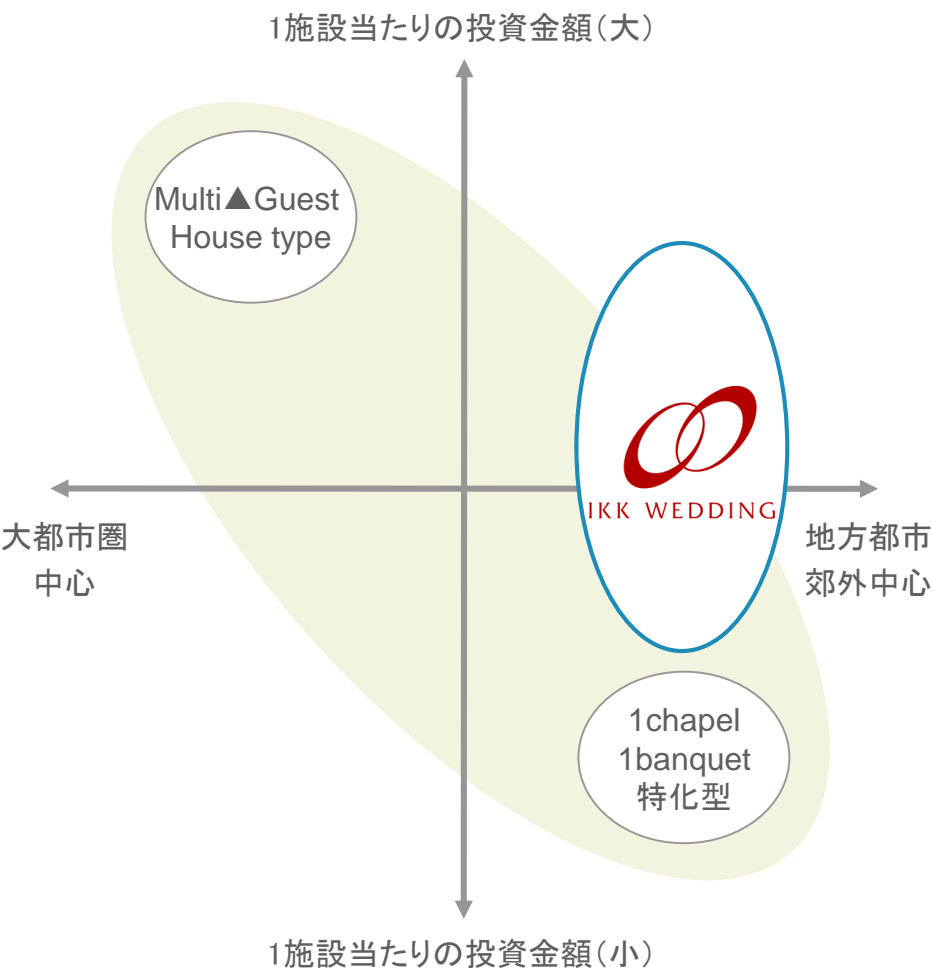 1施設当たりの投資金額（大）
Multi▲Guest
House type
IKK WEDDING
大都市圏
中心
地方都市
郊外中心
1chapel
1banquet
特化型
1施設当たりの投資金額（小）